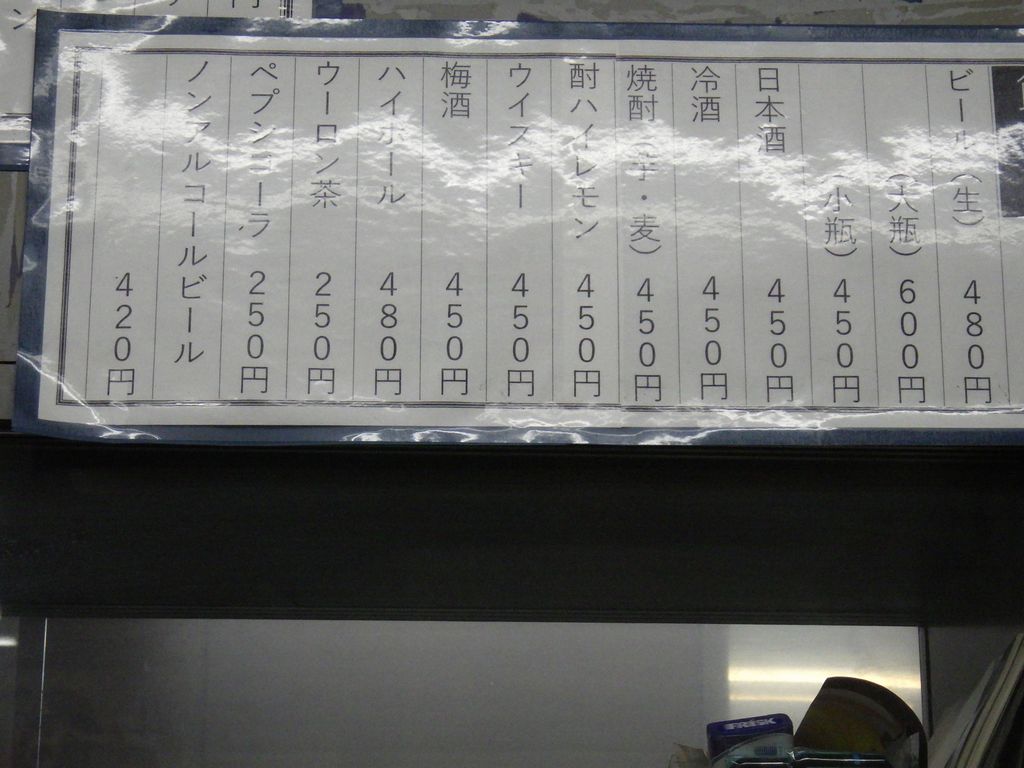 ビール（生） 480円
（大瓶） 600円
（小瓶） 450円
日本酒 450円
冷酒 450円
焼酎（芋・麦） 450円
酎ハイレモン 450円
ウイスキー 450円
梅酒 450円
ハイボール 480円
ウーロン茶 250円
ペプシコーラ 250円
ノンアルコールビール
420円
FRISK